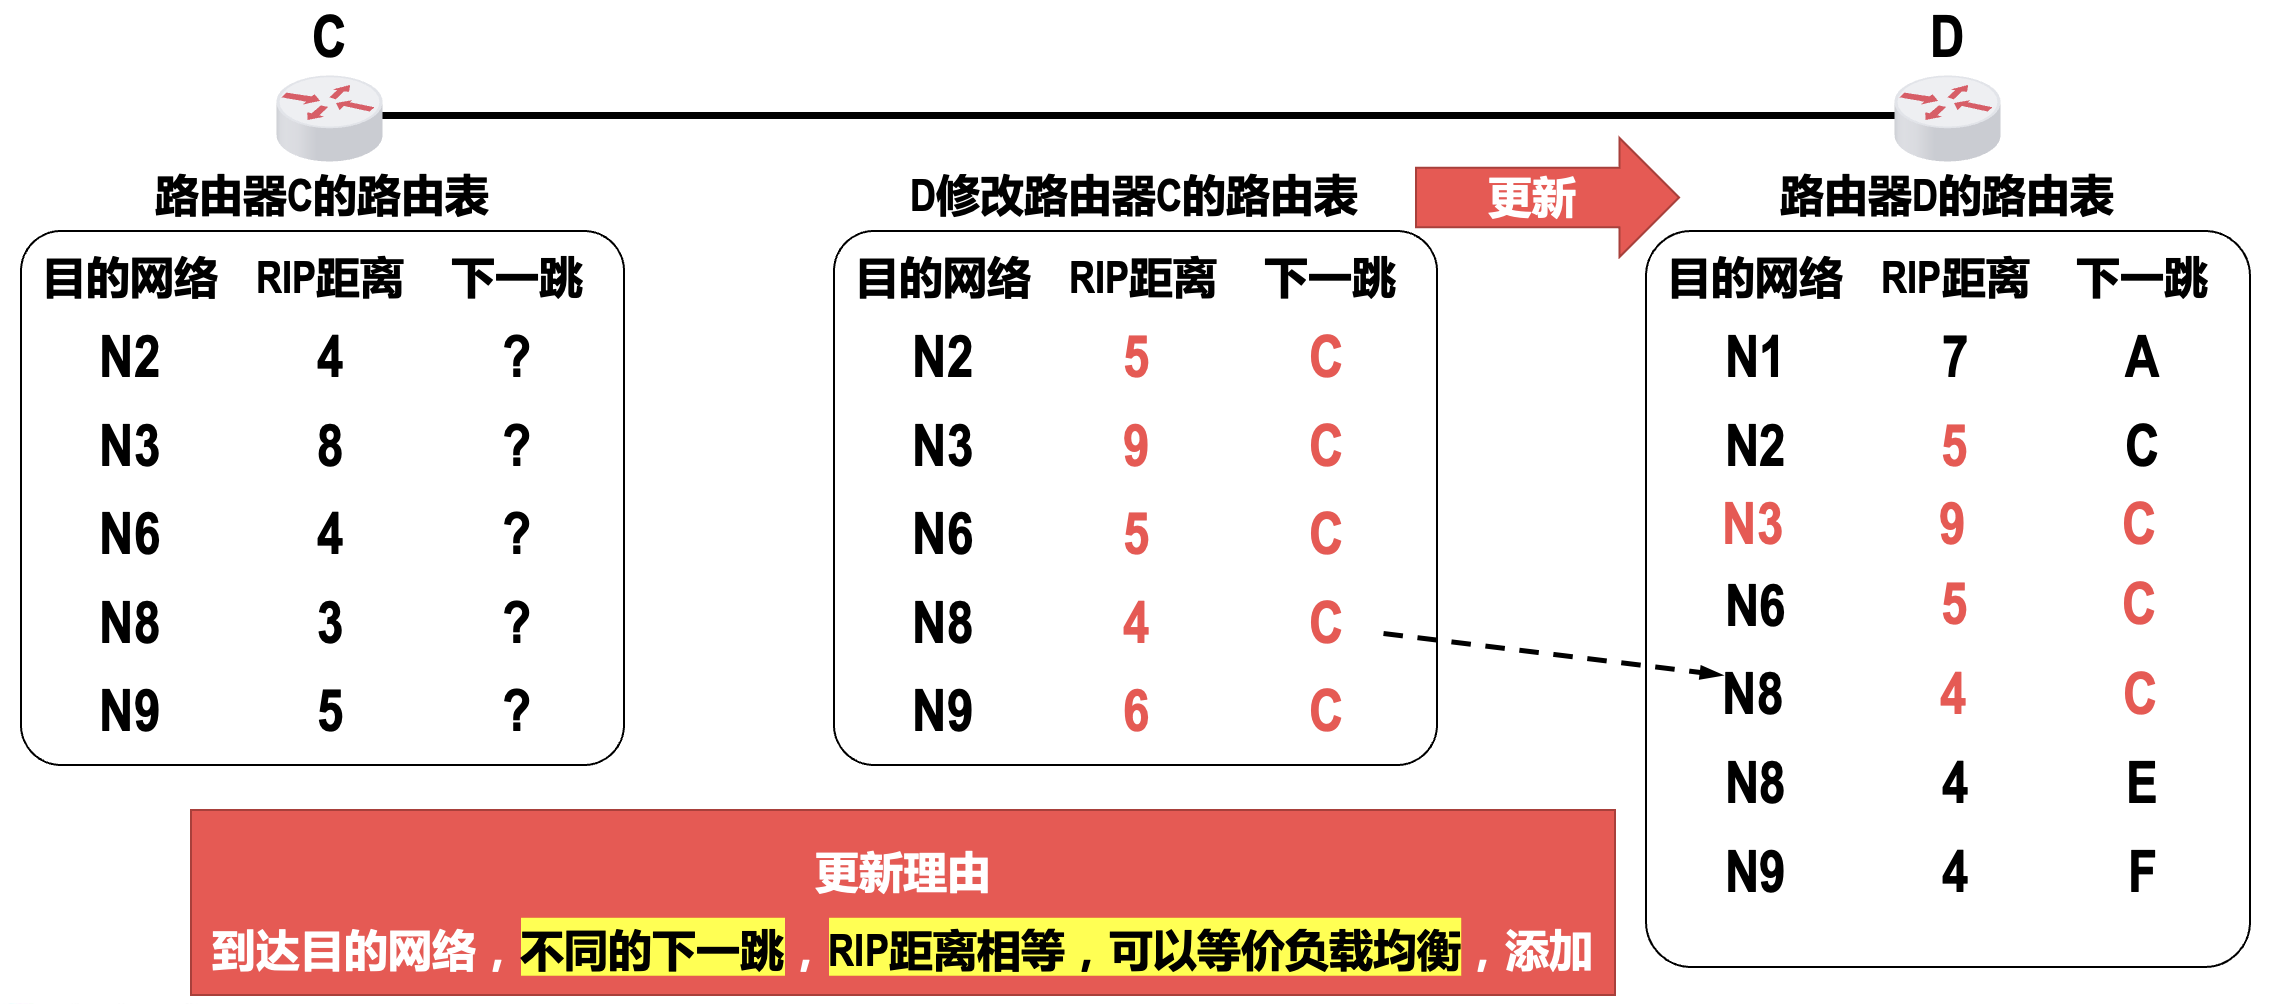 C
D
路由器C的路由表
D修改路由器C的路由表
更新
路由器D的路由表
目的网络 RIP距离 下一跳
N2 4 ?
N3 8 ?
N6 4 ?
N8 3 ?
N9 5 ?
目的网络 RIP距离 下一跳
N2 5 C
N3 9 C
N6 5 C
N8 4 C
N9 6 C
目的网络 RIP距离 下一跳
N1 7 A
N2 5 C
N3 9 C
N6 5 C
N8 4 C
N8 4 E
N9 4 F
更新理由
到达目的网络，不同的下一跳，RIP距离相等，可以等价负载均衡，添加